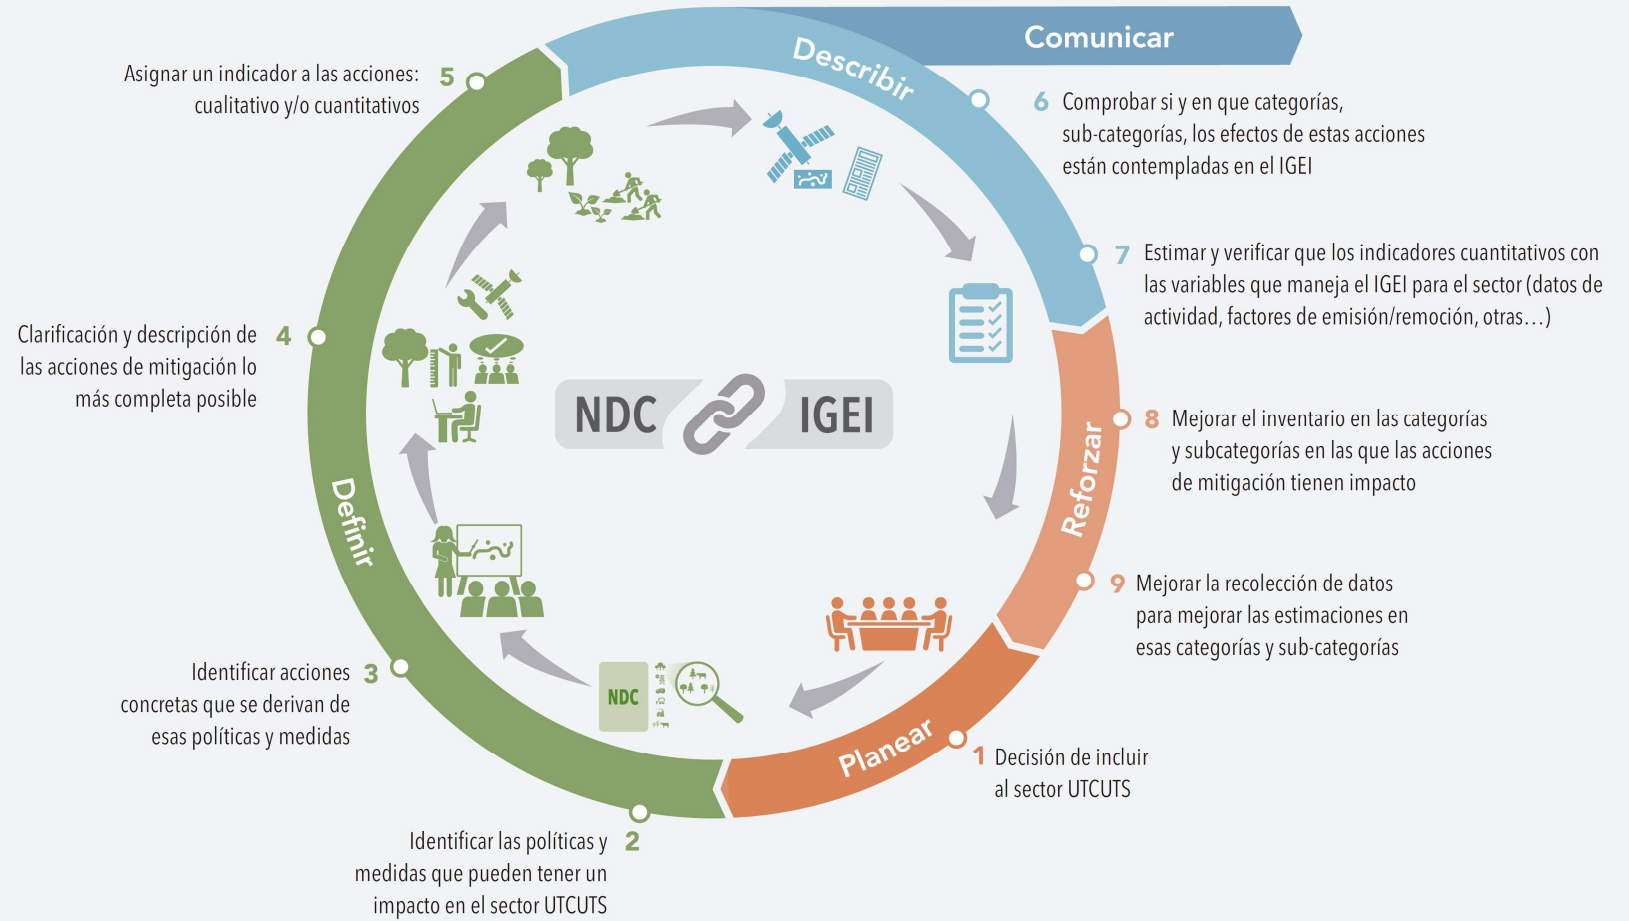 Comunicar
Describir
Asignar un indicador a las acciones: 5
cualitativo y/o cuantitativos
6 Comprobar si y en que categorías,
sub-categorías, los efectos de estas acciones
están contempladas en el IGEI
7 Estimar y verificar que los indicadores cuantitativos con
las variables que maneja el IGEI para el sector (datos de
actividad, factores de emisión/remoción, otras...)
Clarificación y descripción de 4
las acciones de mitigación lo
más completa posible
NDC IGEI
8 Mejorar el inventario en las categorías
y subcategorías en las que las acciones
de mitigación tienen impacto
Reforzar
Definir
9 Mejorar la recolección de datos
para mejorar las estimaciones en
esas categorías y sub-categorías
Identificar acciones 3
concretas que se derivan de
esas políticas y medidas
NDC
Planear
1 Decisión de incluir
al sector UTCUTS
Identificar las políticas y 2
medidas que pueden tener un
impacto en el sector UTCUTS